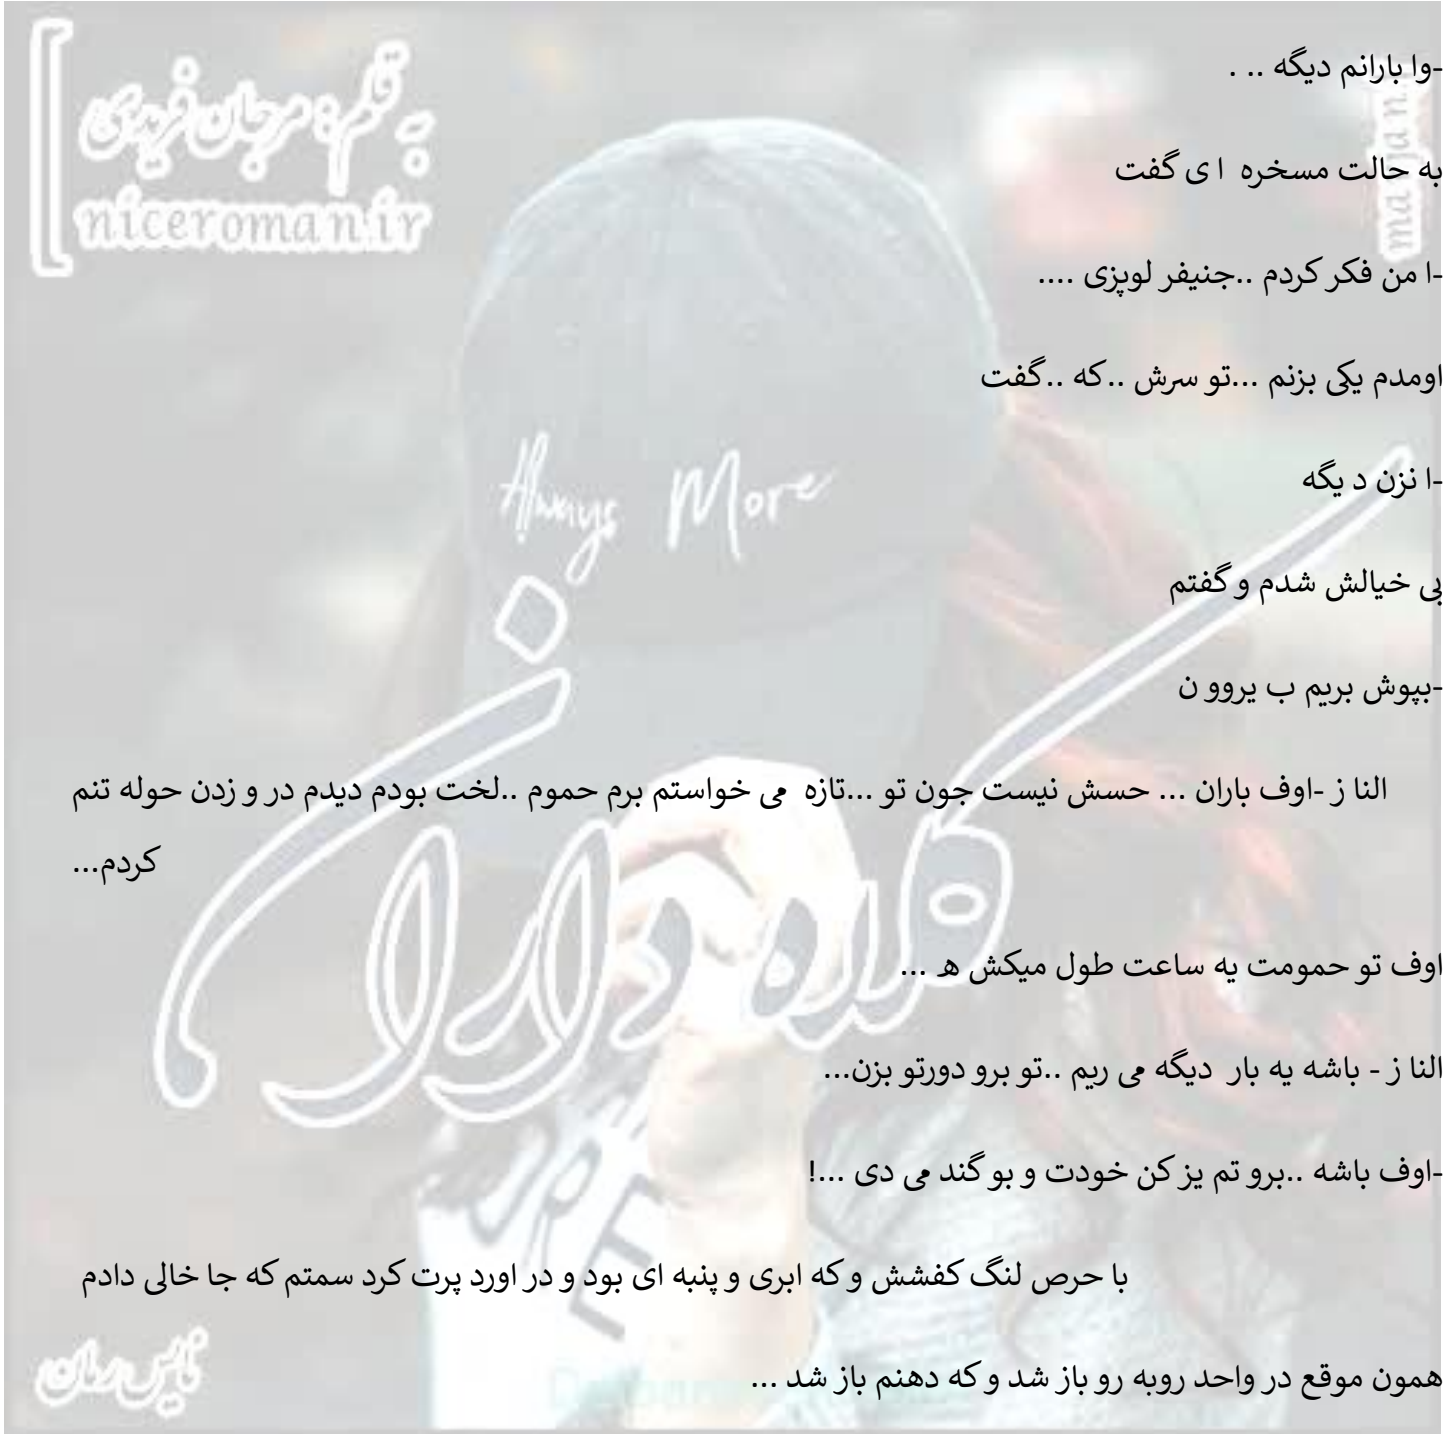 به قلم: مرجان فریدی
niceroman.ir
marjan
-وا بارانم دیگه .. .
به حالت مسخره ا ی گفت
-ا من فکر کردم ..جنیفر لوپزی ....
اومدم یکی بزنم ...تو سرش ..که ..گفت
-ا نزن د یگه
بی خیالش شدم و گفتم
-بپوش بریم ب یروو ن
النا ز -اوف باران ... حسش نیست جون تو ...تازه می خواستم برم حموم ..لخت بودم دیدم در و زدن حوله تنم
کردم...
اوف تو حمومت یه ساعت طول میکش ه ...
النا ز - باشه یه بار دیگه می ریم ..تو برو دورتو بزن...
-اوف باشه ..برو تم یز کن خودت و بو گند می دی ...!
با حرص لنگ کفشش و که ابری و پنبه ای بود و در اورد پرت کرد سمتم که جا خالی دادم
همون موقع در واحد روبه رو باز شد و که دهنم باز شد ...
Always More
نایس رمان